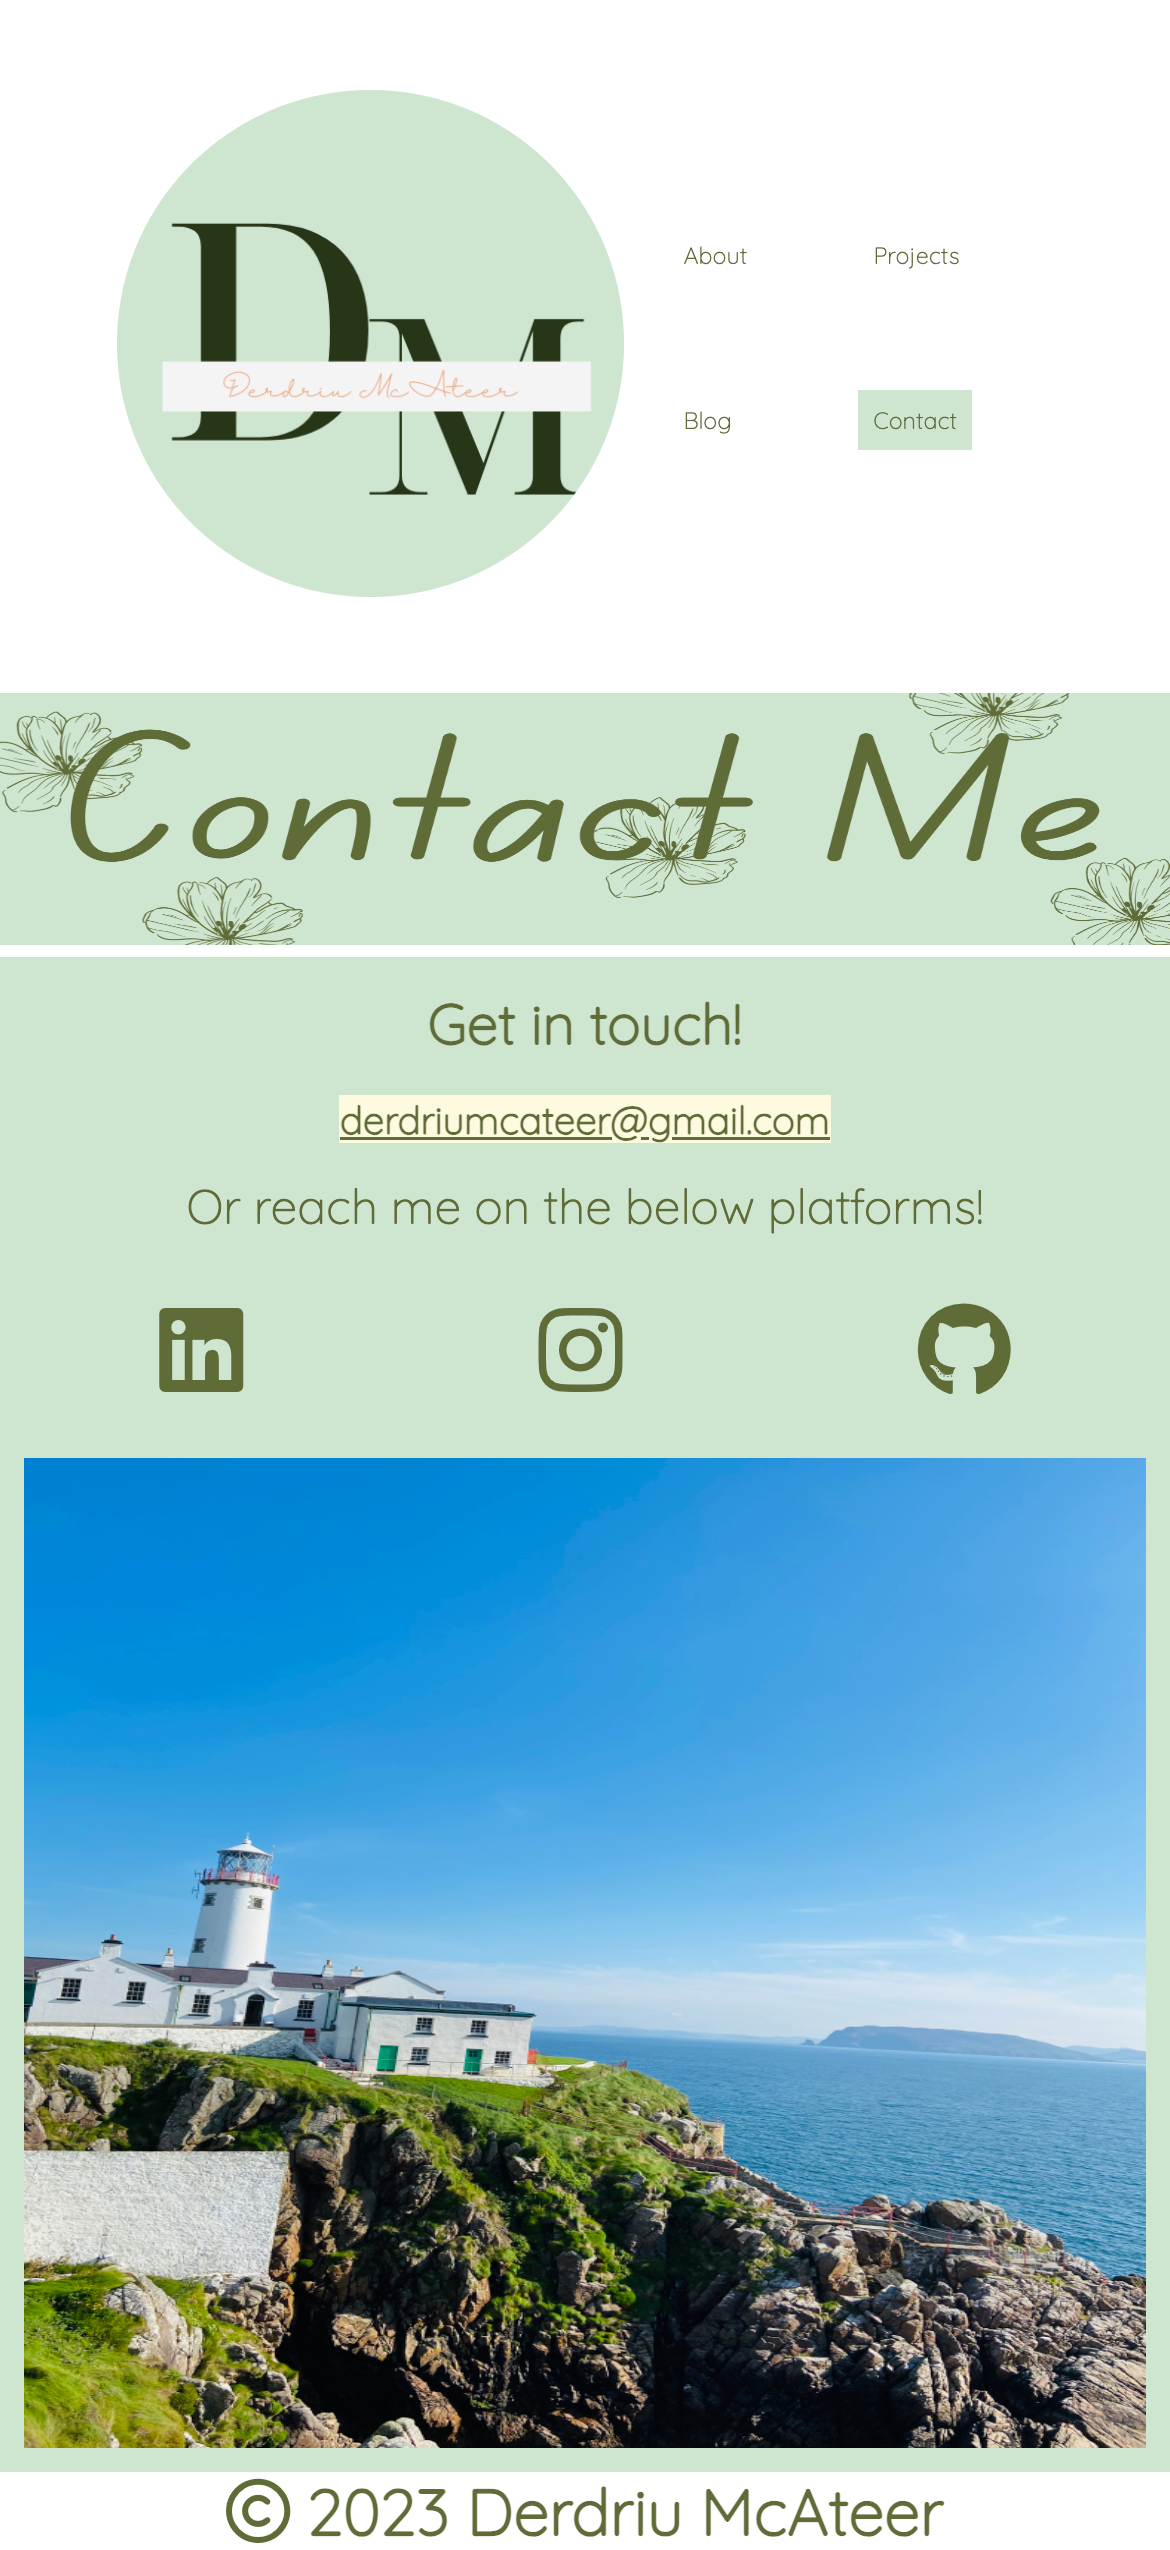 DM
Derdriu McAteer
About Projects
Blog Contact
Contact Me
Get in touch!
derdriumcateer@gmail.com
Or reach me on the below platforms!
in
© 2023 Derdriu McAteer